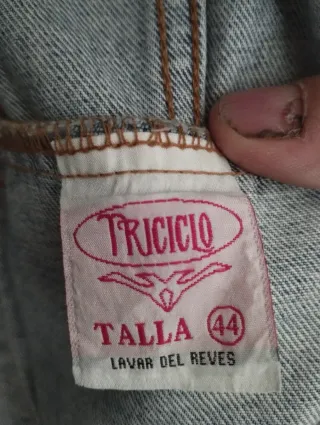 TRICICLO
TALLA 44
LAVAR DEL REVES